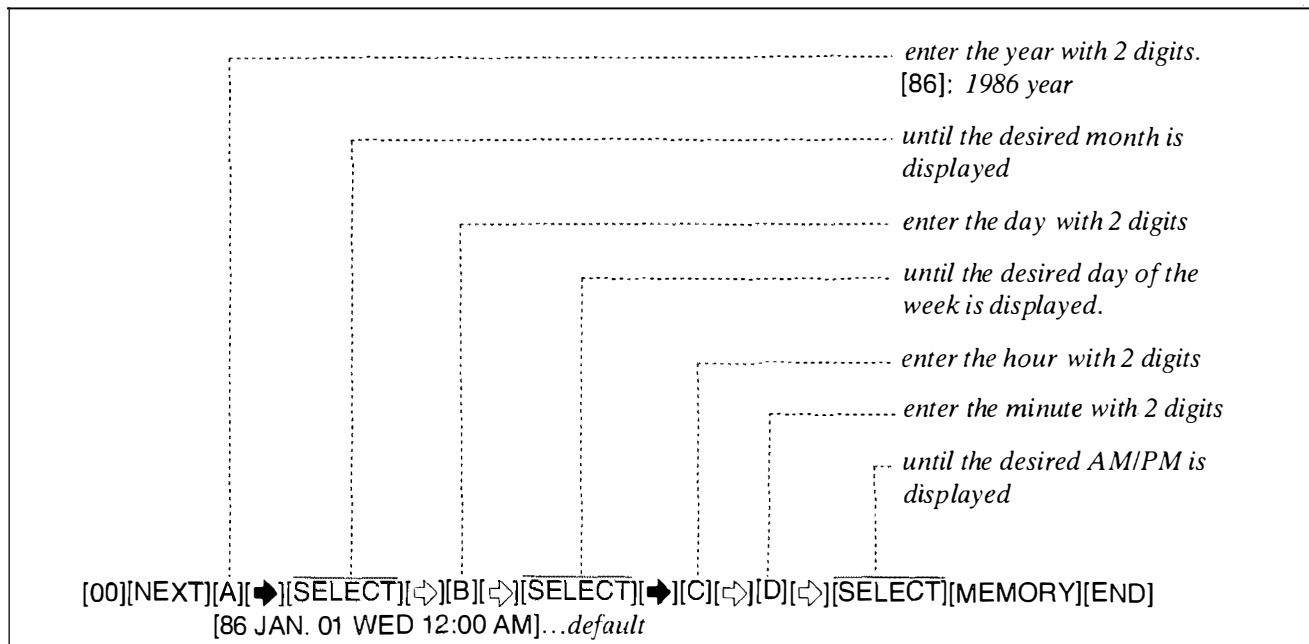 enter the year with 2 digits.
[86]: 1986 year
until the desired month is
displayed
enter the day with 2 digits
until the desired day of the
week is displayed.
enter the hour with 2 digits
enter the minute with 2 digits
until the desired AM/PM is
displayed
[00][NEXT][A][➡][SELECT][⇨][B][⇨][SELECT][➡][C][⇨][D][⇨][SELECT][MEMORY][END]
[86 JAN. 01 WED 12:00 AM]...default